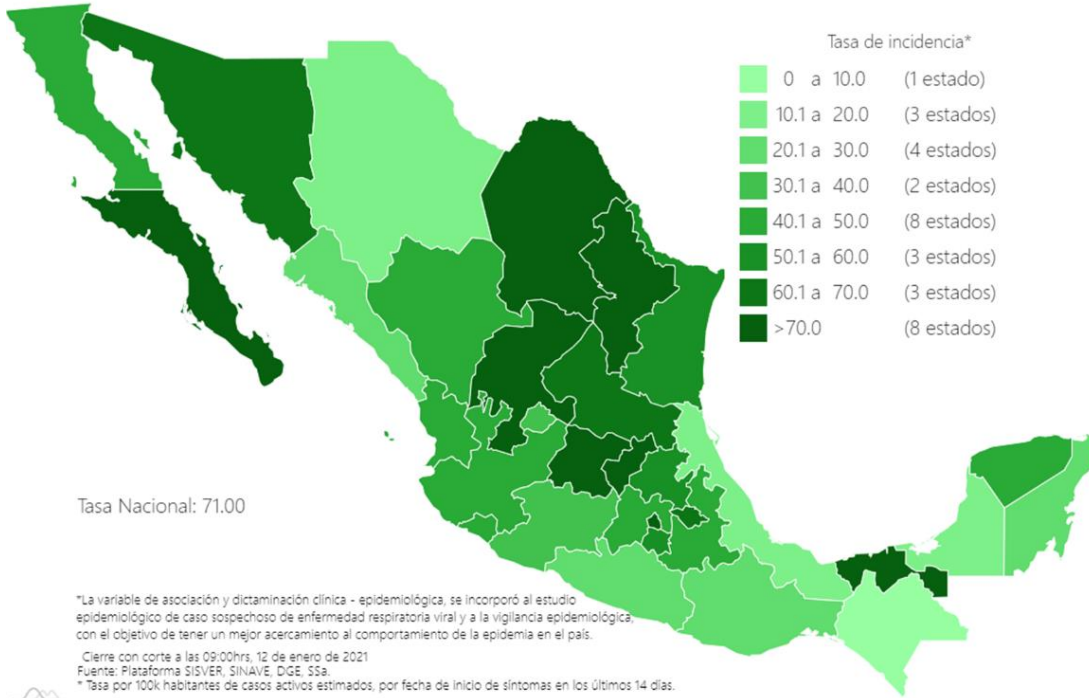 Tasa de incidencia*
0 a 10.0 (1 estado)
10.1 a 20.0 (3 estados)
20.1 a 30.0 (4 estados)
30.1 a 40.0 (2 estados)
40.1 a 50.0 (8 estados)
50.1 a 60.0 (3 estados)
60.1 a 70.0 (3 estados)
>70.0 (8 estados)
Tasa Nacional: 71.00
*La variable de asociación y dictaminación clínica - epidemiológica, se incorporó al estudio
epidemiológico de caso sospechoso de enfermedad respiratoria viral y a la vigilancia epidemiológica,
con el objetivo de tener un mejor acercamiento al comportamiento de la epidemia en el país.
Cierre con corte a las 09:00hrs, 12 de enero de 2021
Fuente: Plataforma SISVER, SINAVE, DGE, SSa.
* Tasa por 100k habitantes de casos activos estimados, por fecha de inicio de síntomas en los últimos 14 días.